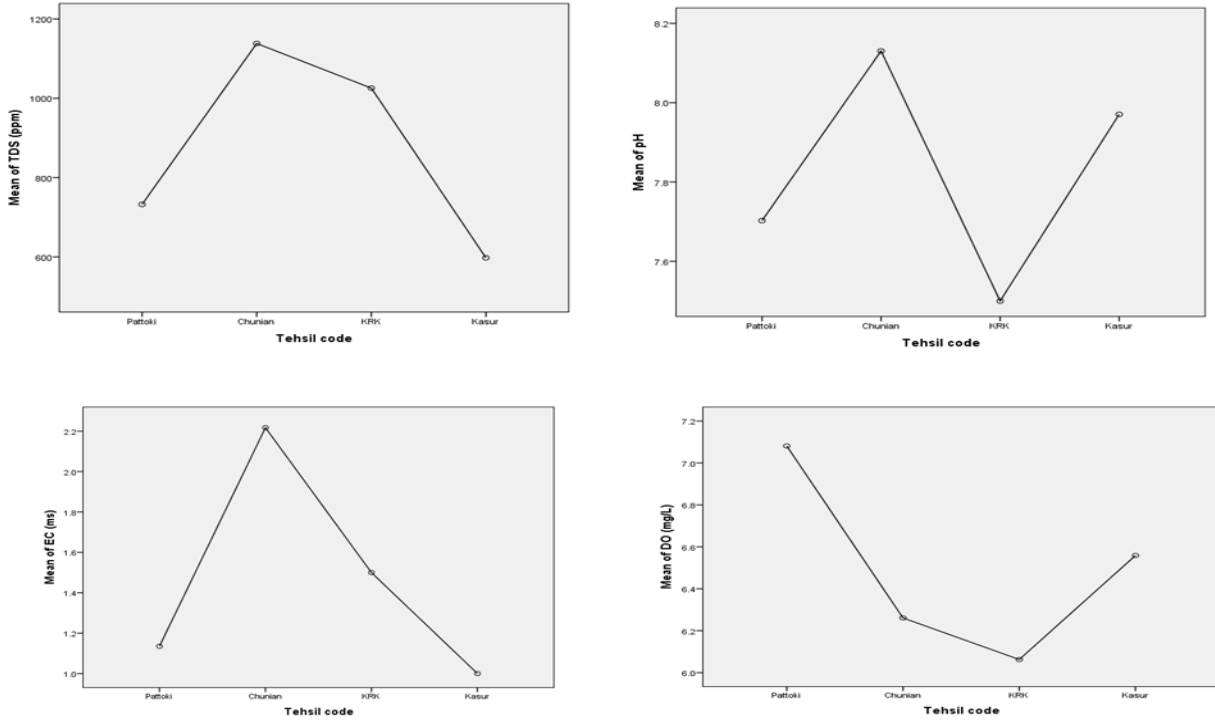 1200
1000
800
600
Mean of TDS (ppm)
Pattoki Chunian KRK Kasur
Tehsil code
8.2
8.0
7.8
7.6
Mean of pH
Pattoki Chunian KRK Kasur
Tehsil code
2.2
2.0
1.8
1.6
1.4
1.2
1.0
Mean of EC (ms)
Pattoki Chunian KRK Kasur
Tehsil code
7.2
7.0
6.8
6.6
6.4
6.2
6.0
Mean of DO (mg/L)
Pattoki Chunian KRK Kasur
Tehsil code